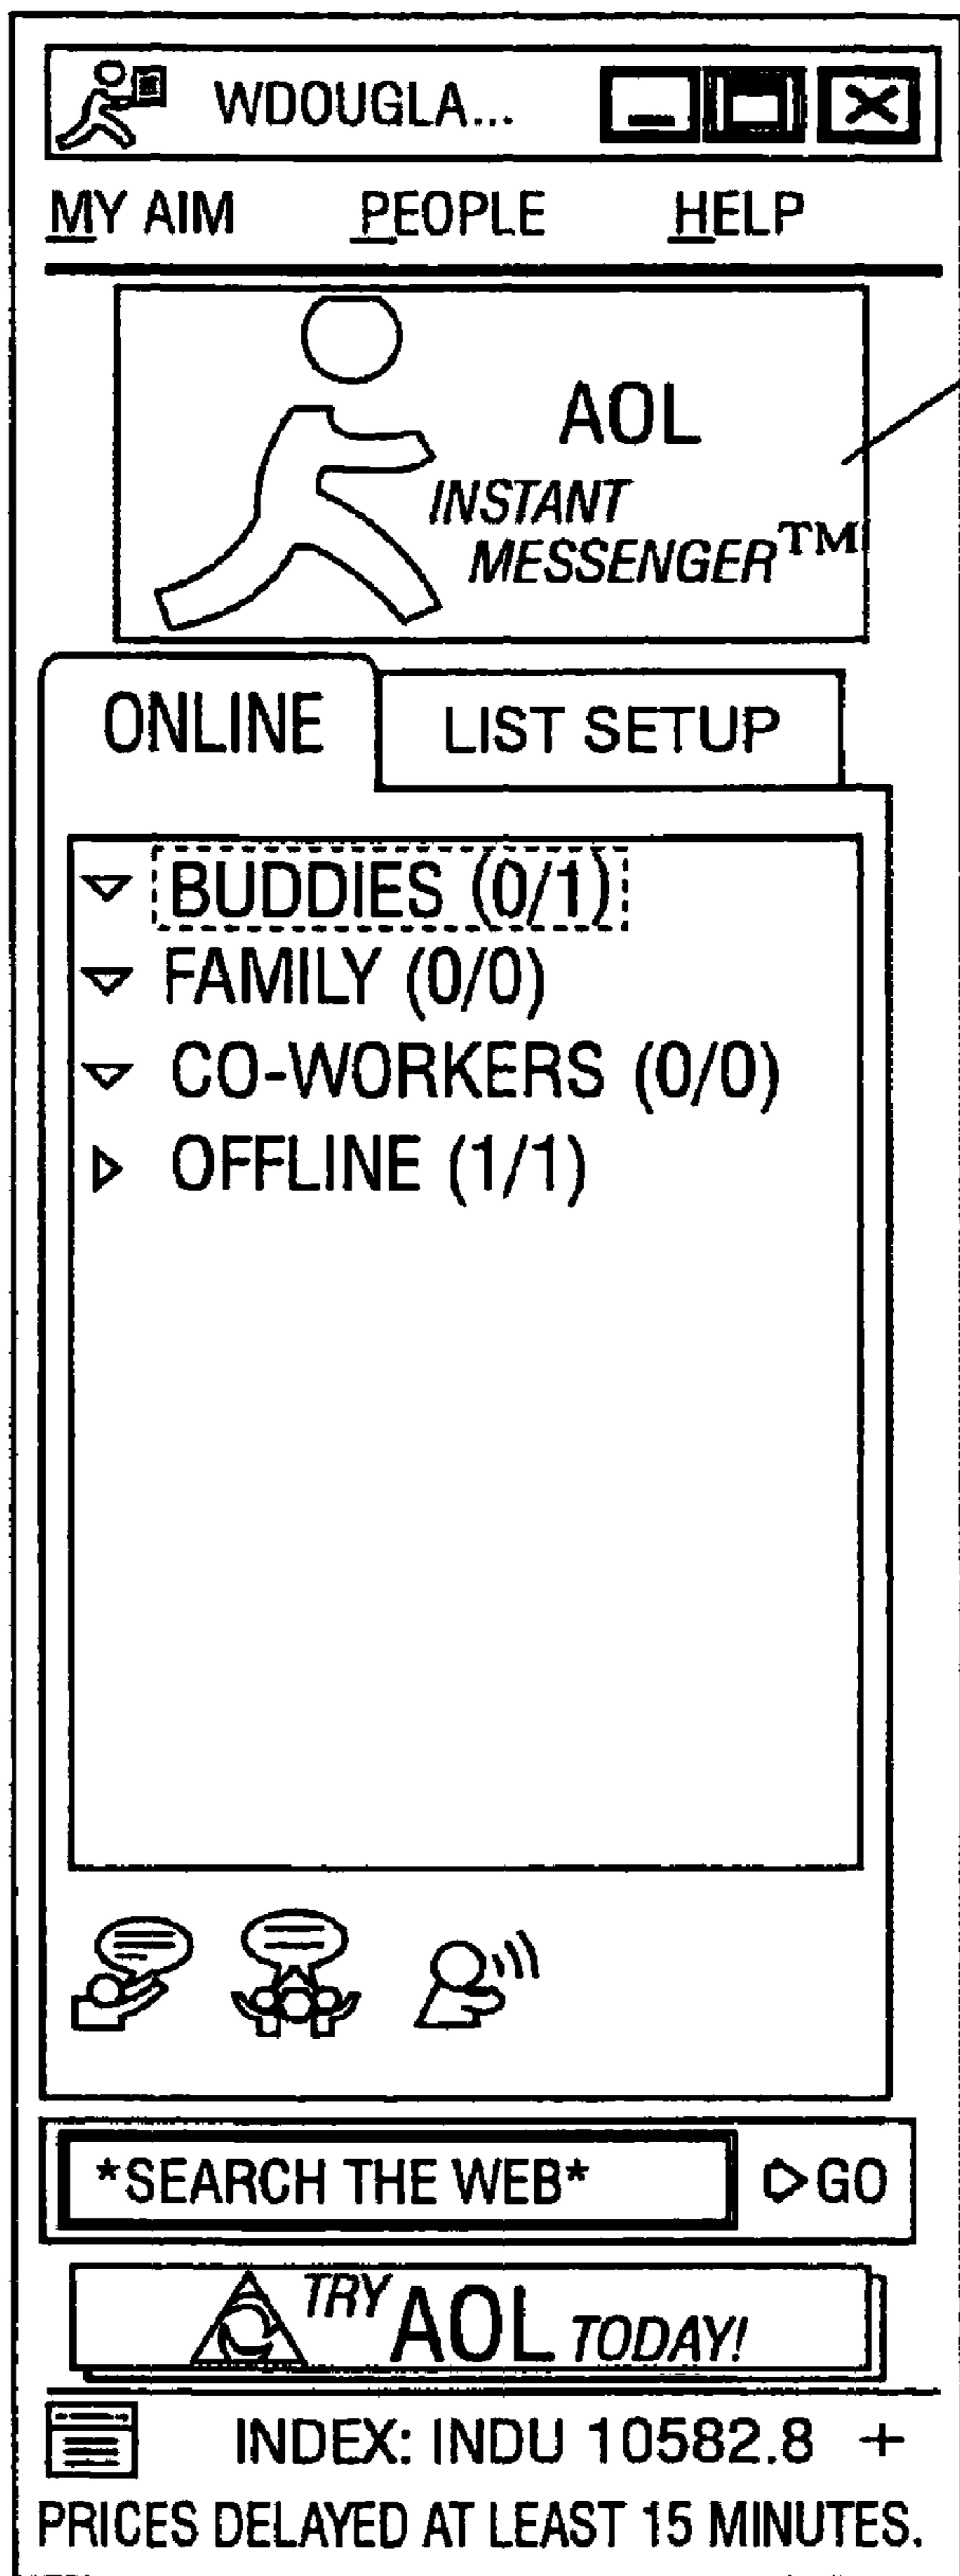 WDOUGLA...
MY AIM PEOPLE HELP
AOL
INSTANT
MESSENGER™
ONLINE LIST SETUP
BUDDIES (0/1)
FAMILY (0/0)
CO-WORKERS (0/0)
OFFLINE (1/1)
*SEARCH THE WEB* GO
TRY AOL TODAY!
INDEX: INDU 10582.8 +
PRICES DELAYED AT LEAST 15 MINUTES.